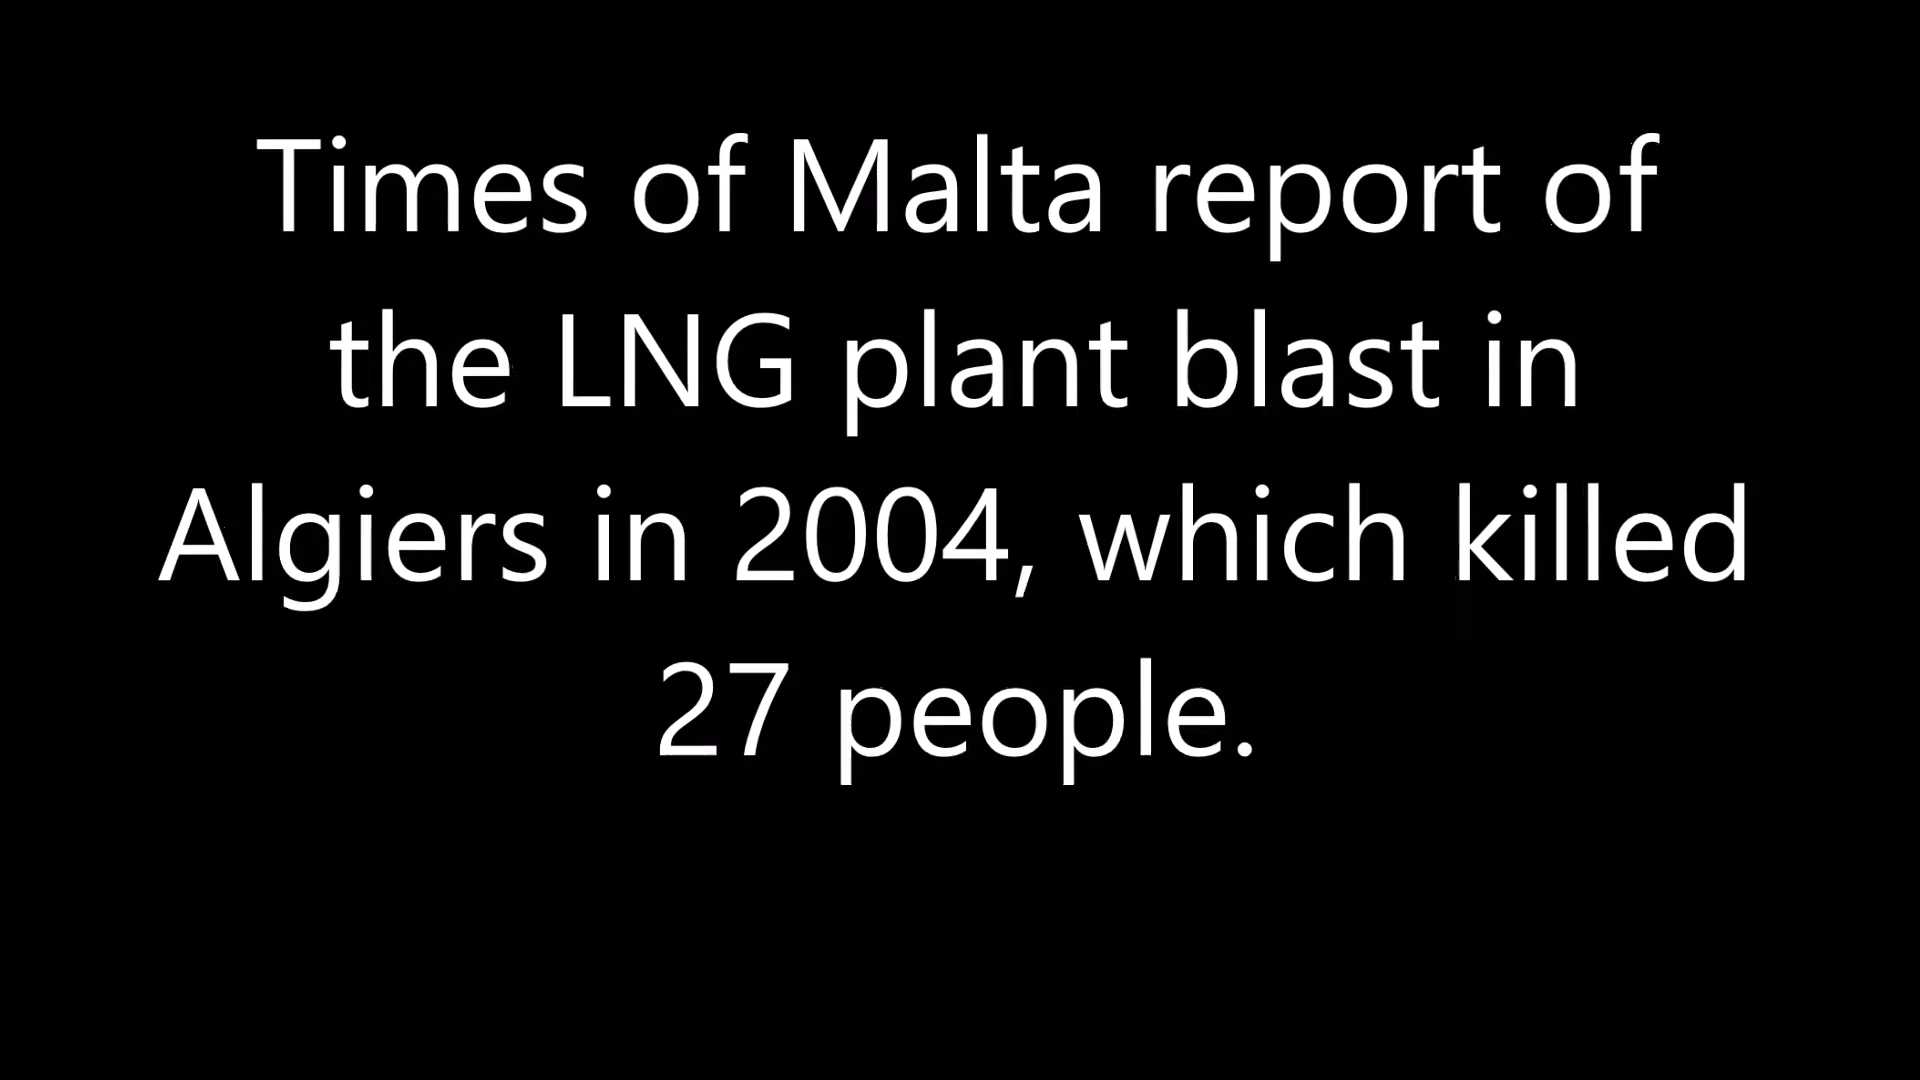 Times of Malta report of
the LNG plant blast in
Algiers in 2004, which killed
27 people.